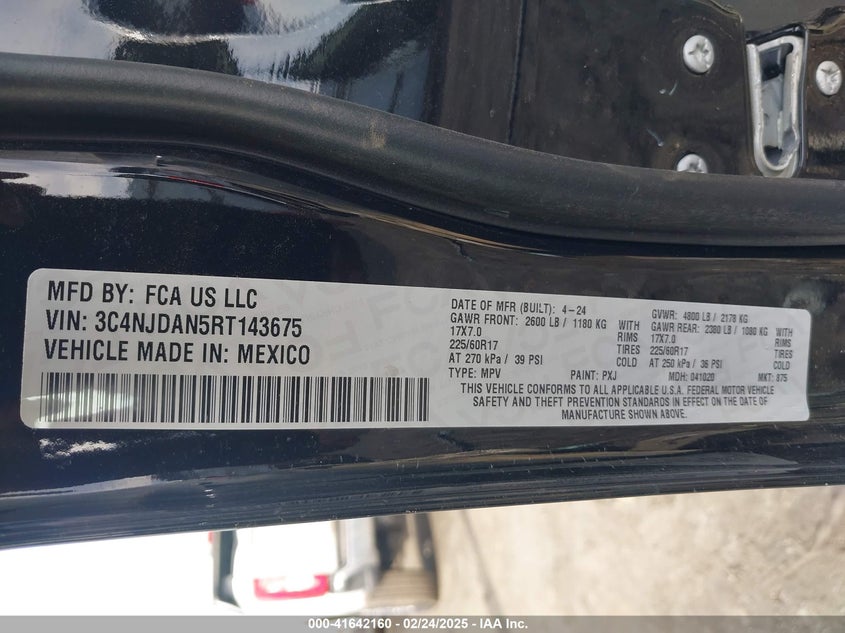 MFD BY: FCA US LLC
VIN: 3C4NJDAN5RT143675
VEHICLE MADE IN: MEXICO
DATE OF MFR (BUILT): 4-24
GAWR FRONT: 2600 LB / 1180 KG
17X7.0
225/60R17
AT 270 kPa / 39 PSI
TYPE: MPV
PAINT: PXJ
GVWR: 4800 LB / 2178 KG
GAWR REAR: 2380 LB / 1080 KG
RIMS 17X7.0
TIRES 225/60R17
COLD AT 250 kPa / 36 PSI
RIMS
TIRES
COLD
MDH: 041020
MKT: 875
THIS VEHICLE CONFORMS TO ALL APPLICABLE U.S.A. FEDERAL MOTOR VEHICLE
SAFETY AND THEFT PREVENTION STANDARDS IN EFFECT ON THE DATE OF
MANUFACTURE SHOWN ABOVE.
000-41642160 - 02/24/2025 - IAA Inc.